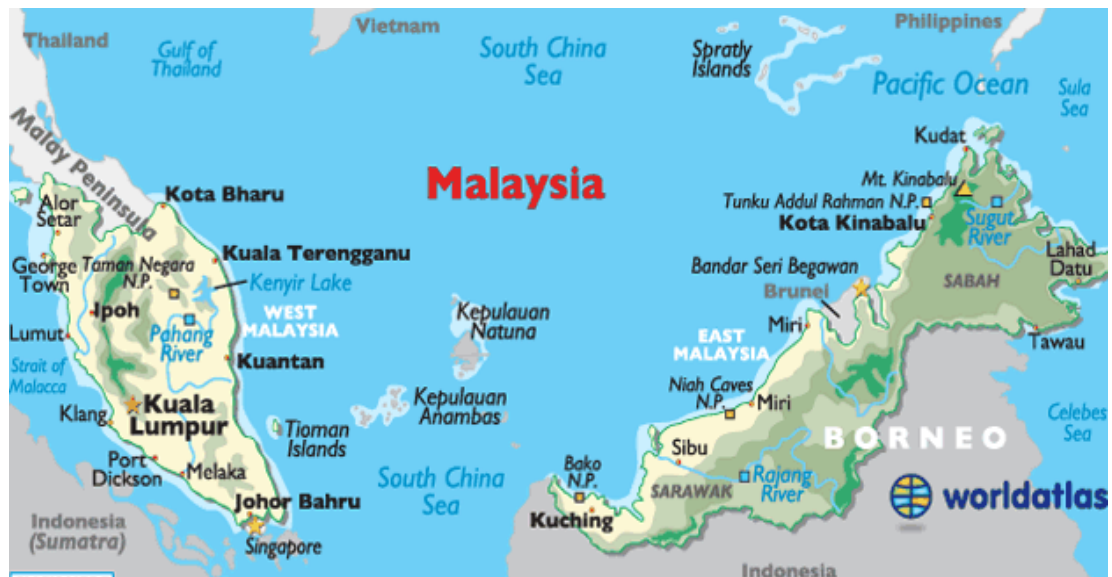 Thailand
Vietnam
Philippines
Gulf of
Thailand
South China
Sea
Spratly
Islands
Pacific Ocean
Sula
Sea
Malay Peninsula
Kudat
Malaysia
Mt. Kinabalu
Tunku Addul Rahman N.P.
Kota Kinabalu
Sugut
River
Alor
Setar
Kota Bharu
George
Town
Taman Negara
N.P.
Kuala Terengganu
Kenyir Lake
Bandar Seri Begawan
Brunei
SABAH
Lahad
Datu
Ipoh
WEST
MALAYSIA
Kepulauan
Natuna
Lumut
Pahang
River
Miri
EAST
MALAYSIA
Tawau
Strait of
Malacca
Kuantan
Niah Caves
N.P.
Miri
Klang
Kuala
Lumpur
Kepulauan
Anambas
Tioman
Islands
Celebes
Sea
BORNEO
Sibu
Port
Dickson
Melaka
South China
Sea
Bako
N.P.
SARAWAK
Rajang
River
worldatlas
Johor Bahru
Kuching
Indonesia
(Sumatra)
Singapore
Indonesia